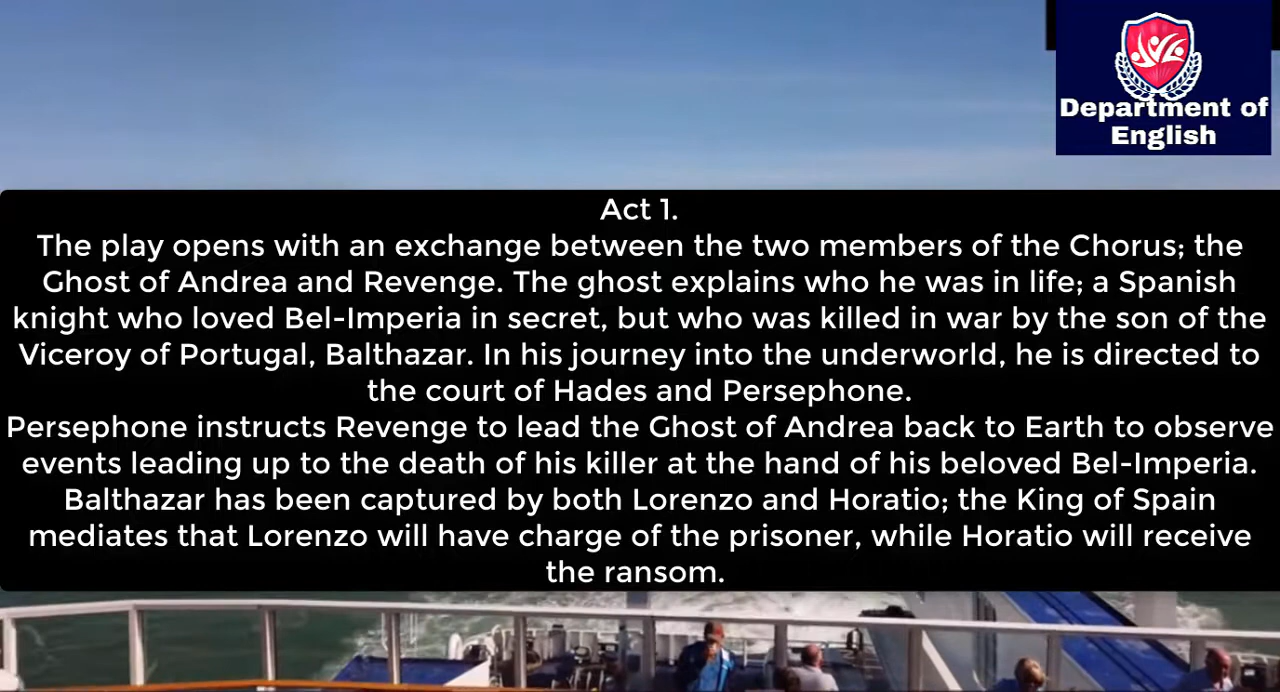 Department of
English
Act 1.
The play opens with an exchange between the two members of the Chorus; the
Ghost of Andrea and Revenge. The ghost explains who he was in life; a Spanish
knight who loved Bel-Imperia in secret, but who was killed in war by the son of the
Viceroy of Portugal, Balthazar. In his journey into the underworld, he is directed to
the court of Hades and Persephone.
Persephone instructs Revenge to lead the Ghost of Andrea back to Earth to observe
events leading up to the death of his killer at the hand of his beloved Bel-Imperia.
Balthazar has been captured by both Lorenzo and Horatio; the King of Spain
mediates that Lorenzo will have charge of the prisoner, while Horatio will receive
the ransom.